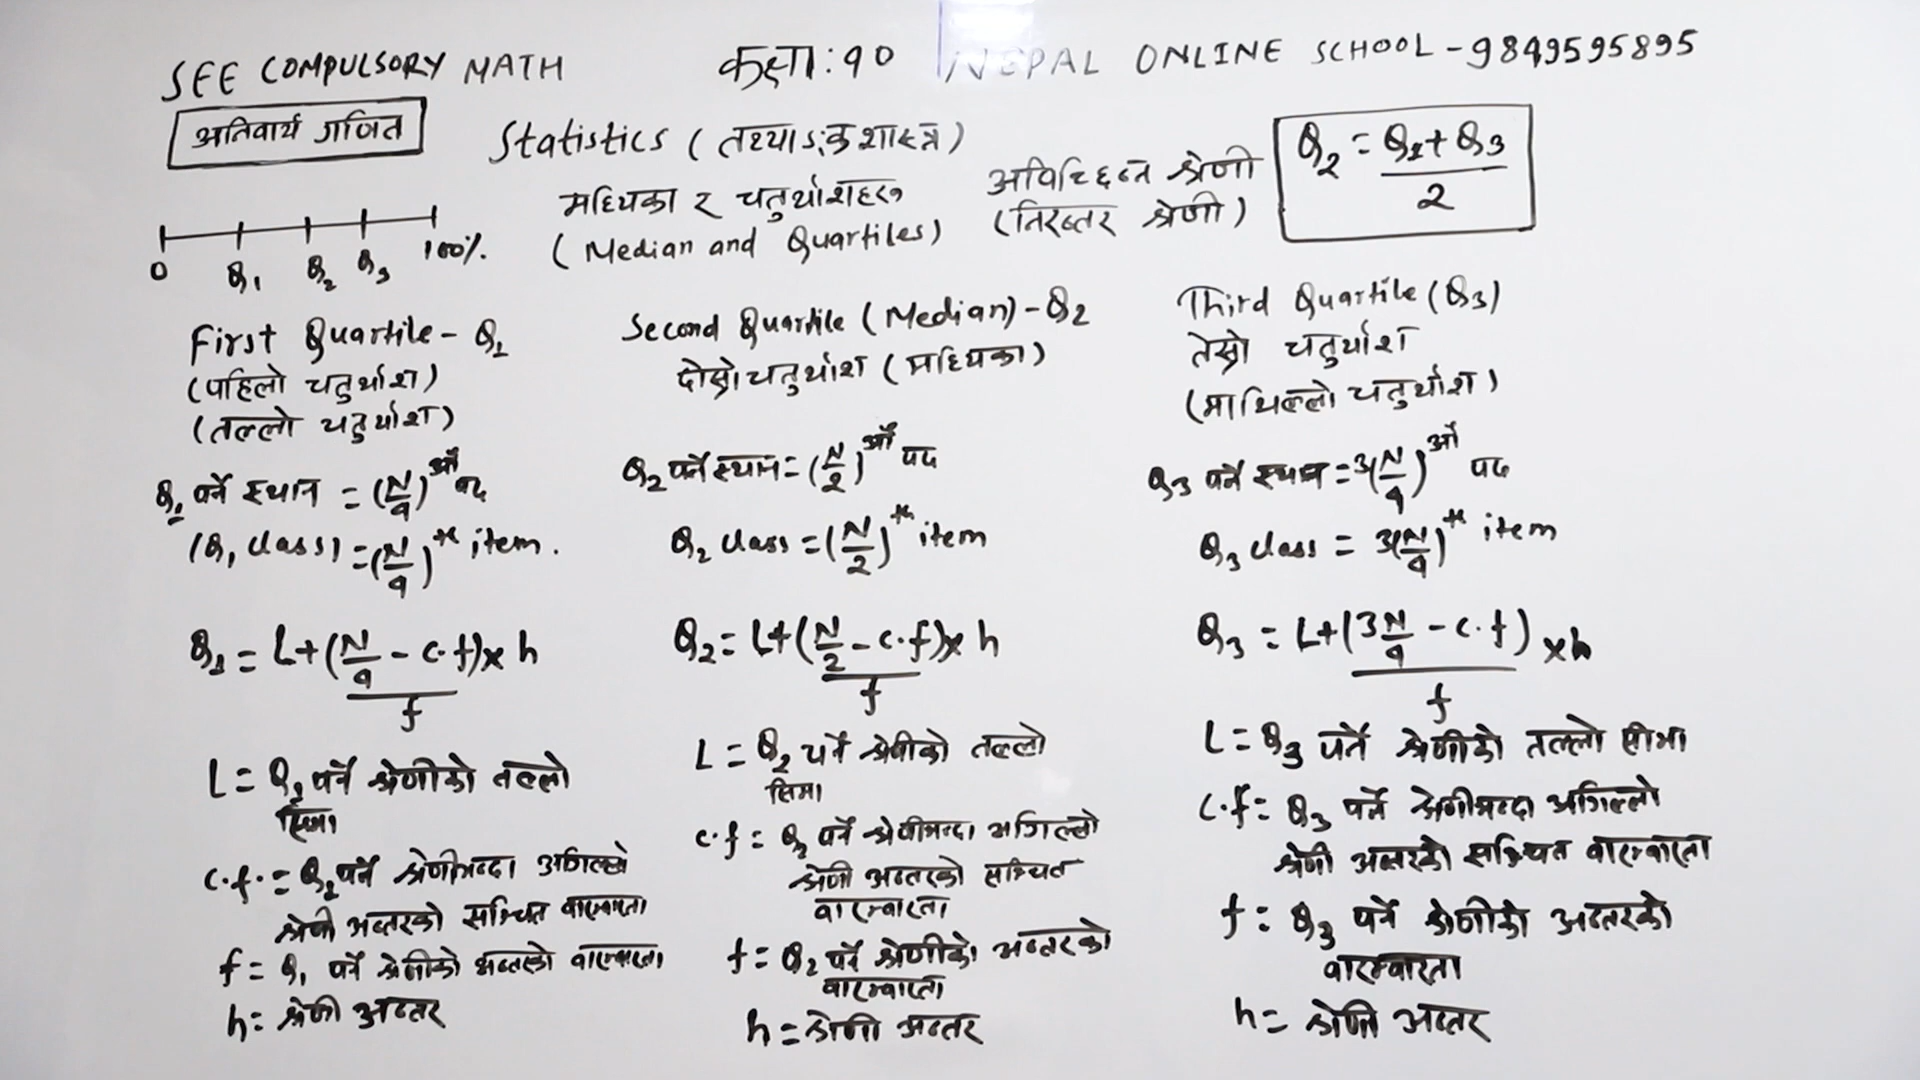 SEE COMPULSORY MATH कक्षा: १० NEPAL ONLINE SCHOOL - 9849595895
अनिवार्य गणित
Statistics (तथ्याङ्कशास्त्र)
मध्यिका र चतुर्थांशहरू
(Median and Quartiles)
अविच्छिन्न श्रेणी
(निरन्तर श्रेणी)
Q₂ = (Q₁ + Q₃)/2
0 Q₁ Q₂ Q₃ 100%
First Quartile - Q₁
(पहिलो चतुर्थांश)
(तल्लो चतुर्थांश)
Q₁ पर्ने स्थान = (N/4)औं पद
(Q₁ class) = (N/4)th item.
Q₁ = L + (N/4 - c.f) × h / f
L = Q₁ पर्ने श्रेणीको तल्लो
सिमा
c.f. = Q₁ पर्ने श्रेणीभन्दा अगिल्लो
श्रेणी अन्तरको सञ्चित वारम्वारता
f = Q₁ पर्ने श्रेणीको अन्तरको वारम्वारता
h = श्रेणी अन्तर
Second Quartile (Median) - Q₂
दोस्रो चतुर्थांश (मध्यिका)
Q₂ पर्ने स्थान = (N/2)औं पद
Q₂ class = (N/2)th item
Q₂ = L + (N/2 - c.f) × h / f
L = Q₂ पर्ने श्रेणीको तल्लो
सिमा
c.f = Q₂ पर्ने श्रेणीभन्दा अगिल्लो
श्रेणी अन्तरको सञ्चित
वारम्वारता
f = Q₂ पर्ने श्रेणीको अन्तरको
वारम्वारता
h = श्रेणी अन्तर
Third Quartile (Q₃)
तेस्रो चतुर्थांश
(माथिल्लो चतुर्थांश)
Q₃ पर्ने स्थान = 3(N/4)औं पद
Q₃ class = 3(N/4)th item
Q₃ = L + (3N/4 - c.f) × h / f
L = Q₃ पर्ने श्रेणीको तल्लो सीमा
c.f = Q₃ पर्ने श्रेणीभन्दा अगिल्लो
श्रेणी अन्तरको सञ्चित वारम्वारता
f = Q₃ पर्ने श्रेणीको अन्तरको
वारम्वारता
h = श्रेणी अन्तर